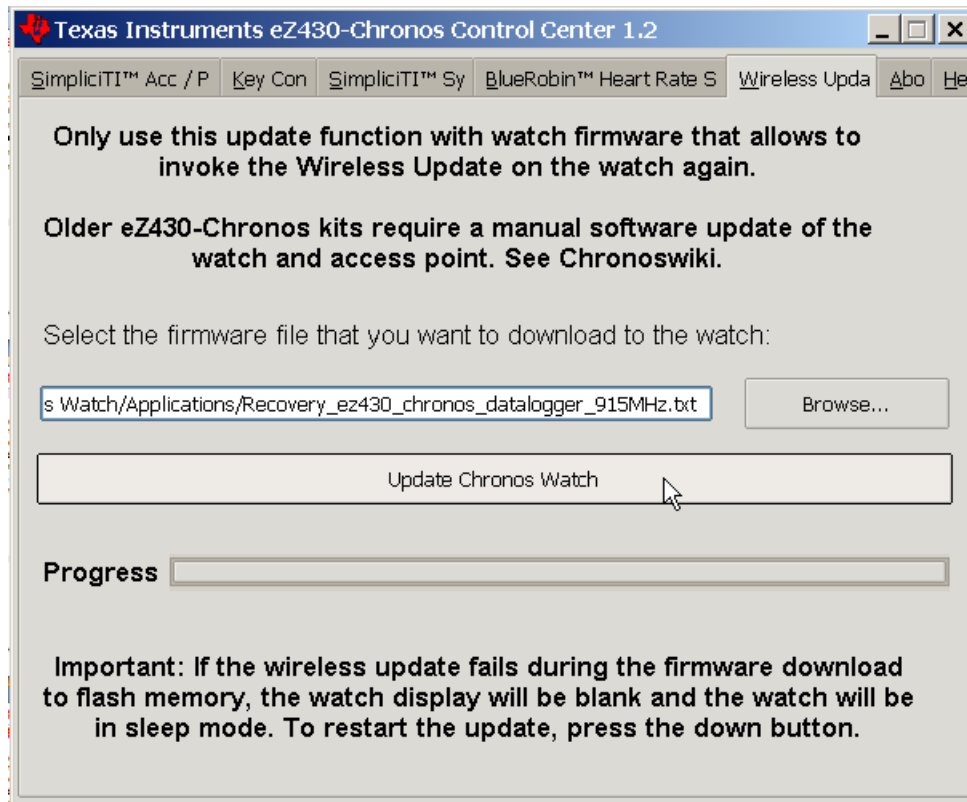 Texas Instruments eZ430-Chronos Control Center 1.2
SimpliciTI™ Acc / P Key Con SimpliciTI™ Sy BlueRobin™ Heart Rate S Wireless Upda Abo He
Only use this update function with watch firmware that allows to
invoke the Wireless Update on the watch again.
Older eZ430-Chronos kits require a manual software update of the
watch and access point. See Chronoswiki.
Select the firmware file that you want to download to the watch:
s Watch/Applications/Recovery_ez430_chronos_datalogger_915MHz.txt Browse...
Update Chronos Watch
Progress
Important: If the wireless update fails during the firmware download
to flash memory, the watch display will be blank and the watch will be
in sleep mode. To restart the update, press the down button.